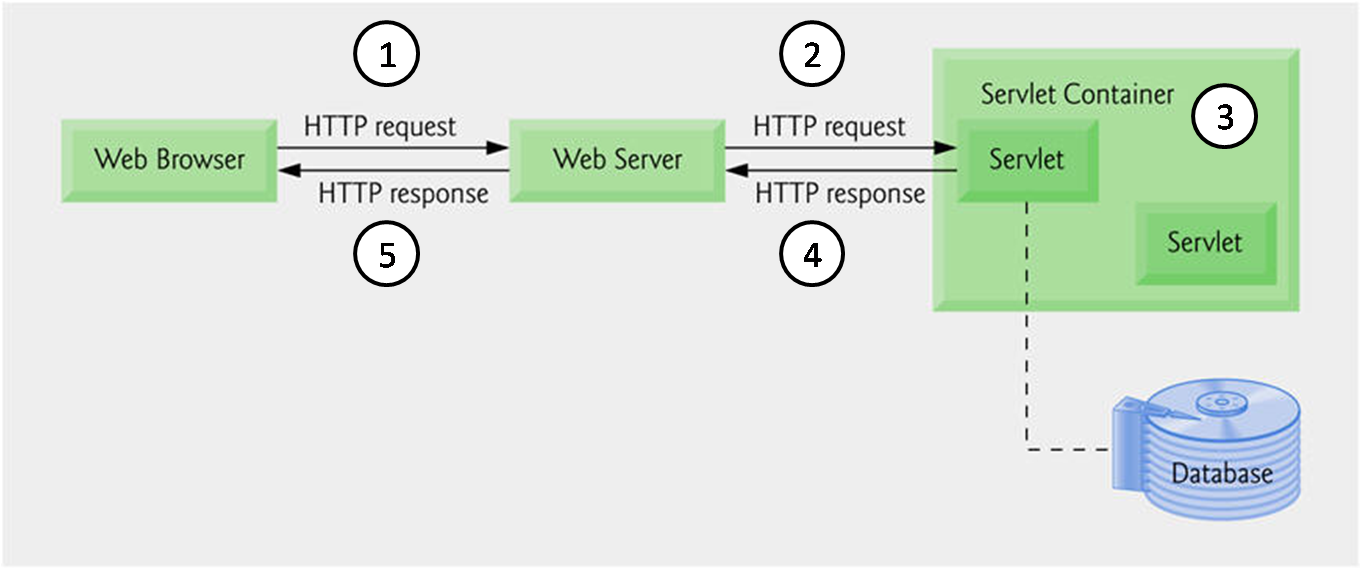 1
2
Servlet Container
3
HTTP request
HTTP request
Web Browser
Web Server
Servlet
HTTP response
HTTP response
5
4
Servlet
Database